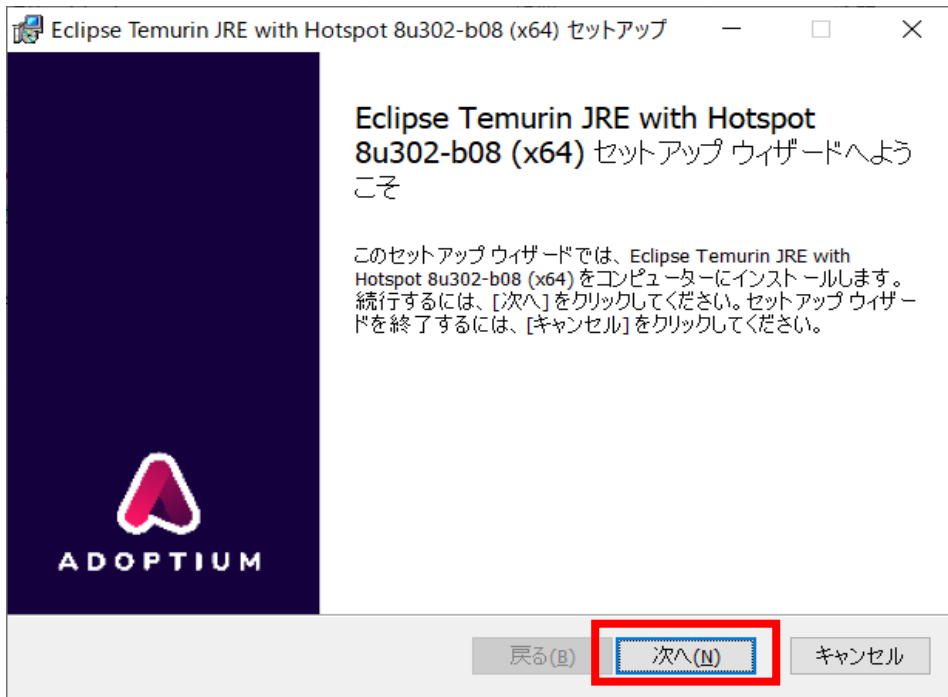 Eclipse Temurin JRE with Hotspot 8u302-b08 (x64) セットアップ
Eclipse Temurin JRE with Hotspot
8u302-b08 (x64) セットアップ ウィザードへよう
こそ
このセットアップ ウィザードでは、Eclipse Temurin JRE with
Hotspot 8u302-b08 (x64) をコンピューターにインストールします。
続行するには、[次へ] をクリックしてください。セットアップ ウィザー
ドを終了するには、[キャンセル] をクリックしてください。
ADOPTIUM
戻る(B)
次へ(N)
キャンセル